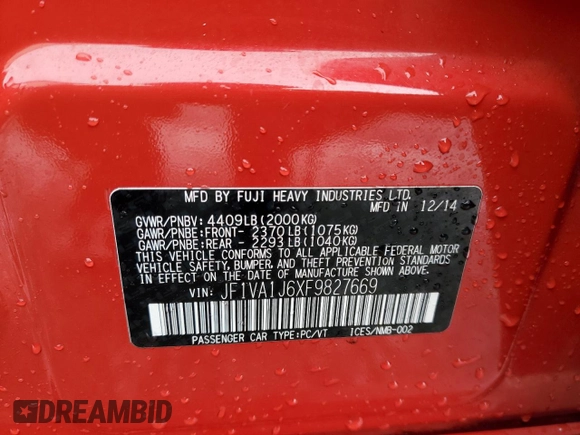 MFD BY FUJI HEAVY INDUSTRIES LTD.
MFD IN 12/14
GVWR/PNBV: 4409LB(2000KG)
GAWR/PNBE:FRONT- 2370LB(1075KG)
GAWR/PNBE:REAR - 2293LB(1040KG)
THIS VEHICLE CONFORMS TO ALL APPLICABLE FEDERAL MOTOR
VEHICLE SAFETY, BUMPER, AND THEFT PREVENTION STANDARDS
IN EFFECT ON THE DATE OF MANUFACTURE SHOWN ABOVE.
VIN: JF1VA1J6XF9827669
PASSENGER CAR TYPE:PC/VT ICES/NMB-002
DREAMBID